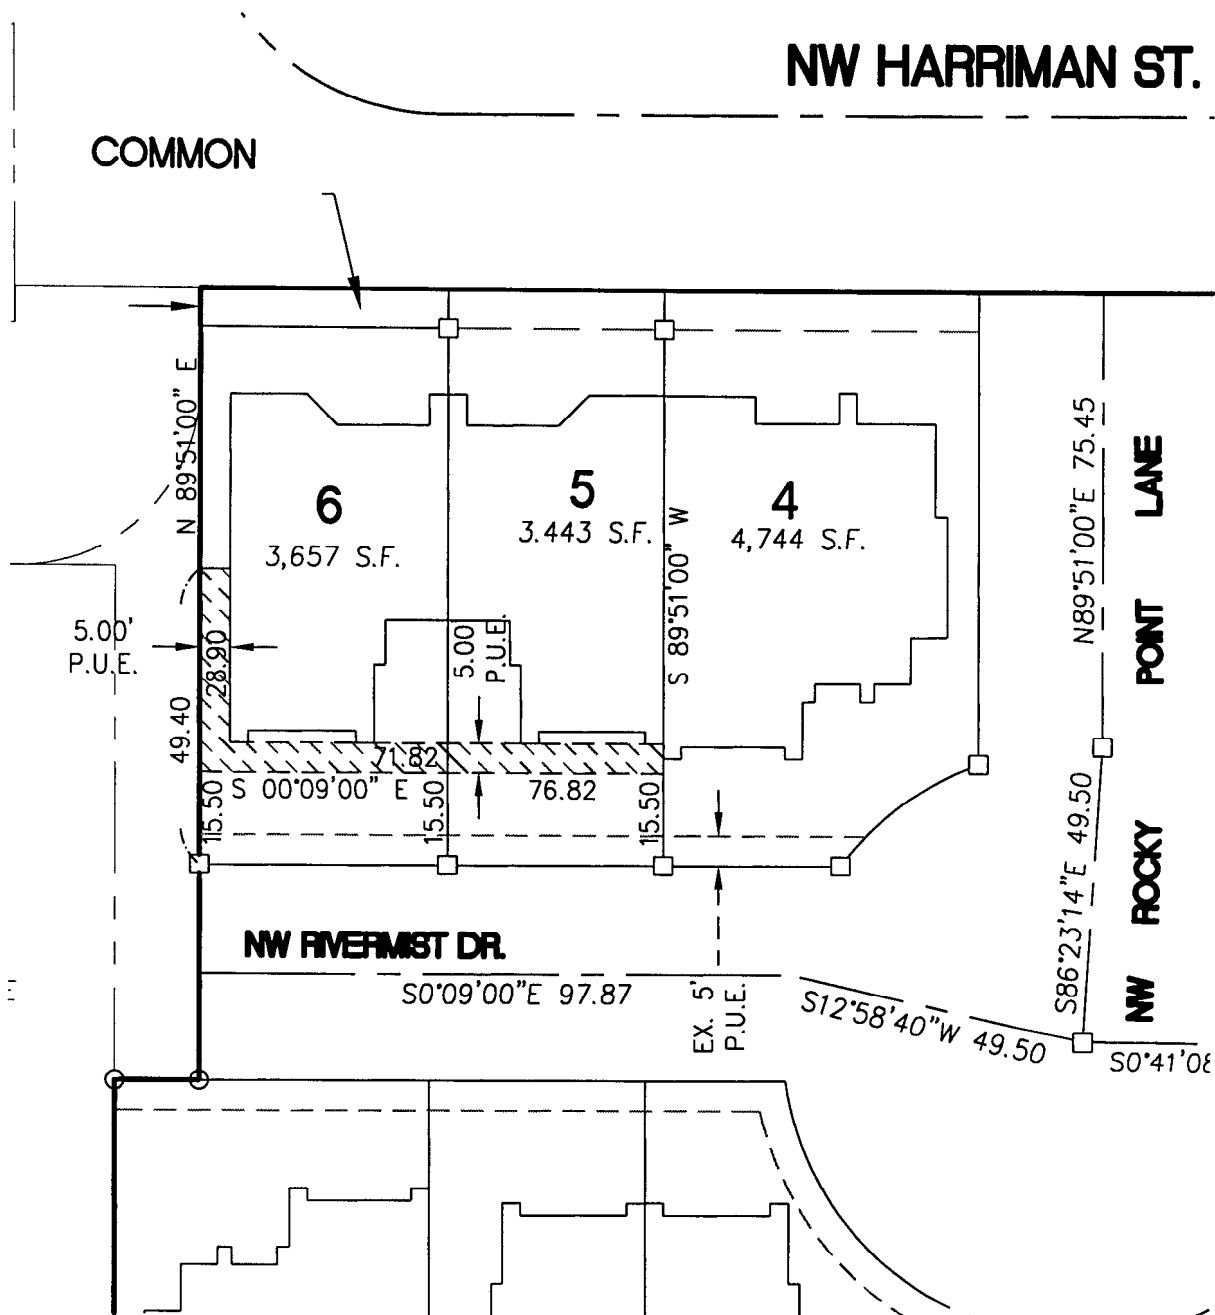 NW HARRIMAN ST.
COMMON
N 89°51'00" E
6
3,657 S.F.
5
3.443 S.F.
4
4,744 S.F.
S 89°51'00" W
N89°51'00"E 75.45
NW ROCKY POINT LANE
5.00'
P.U.E.
28.90
5.00
P.U.E.
49.40
71.82
S 00°09'00" E
76.82
15.50
15.50
15.50
S86°23'14"E 49.50
NW RIVERMIST DR.
S0°09'00"E 97.87
EX. 5'
P.U.E.
S12°58'40"W 49.50
S0°41'08